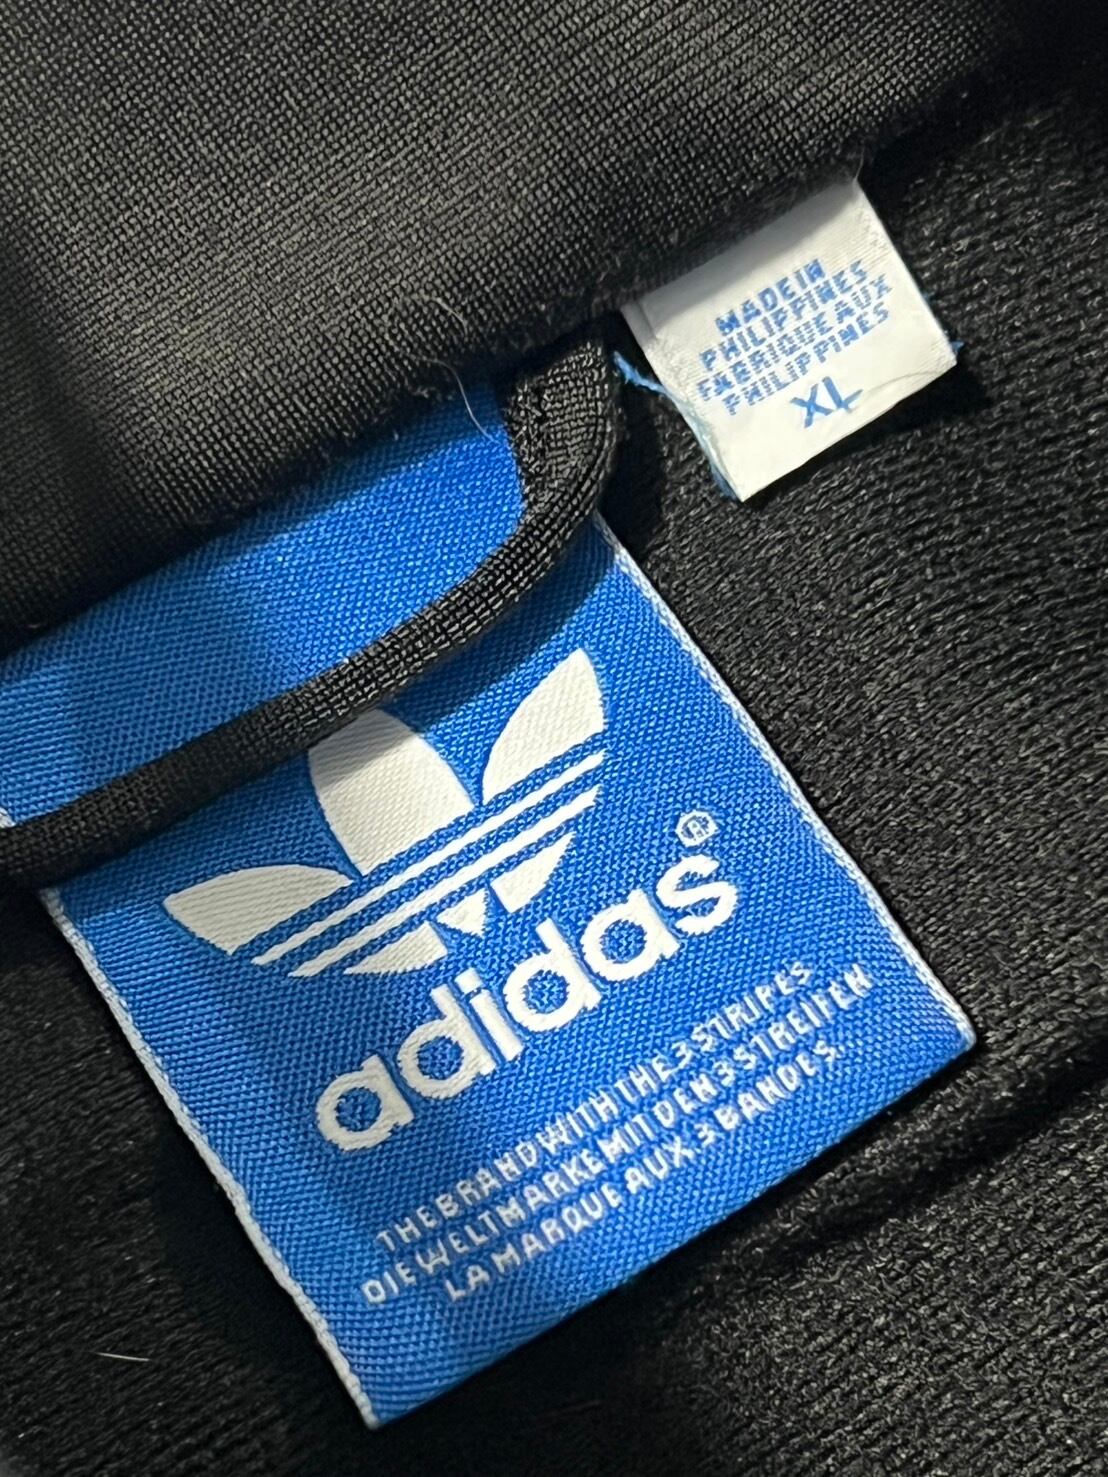 MADE IN
PHILIPPINES
FABRIQUE AUX
PHILIPPINES
XL
adidas®
THE BRAND WITH THE 3 STRIPES
DIE WELTMARKE MIT DEN 3 STREIFEN
LA MARQUE AUX 3 BANDES